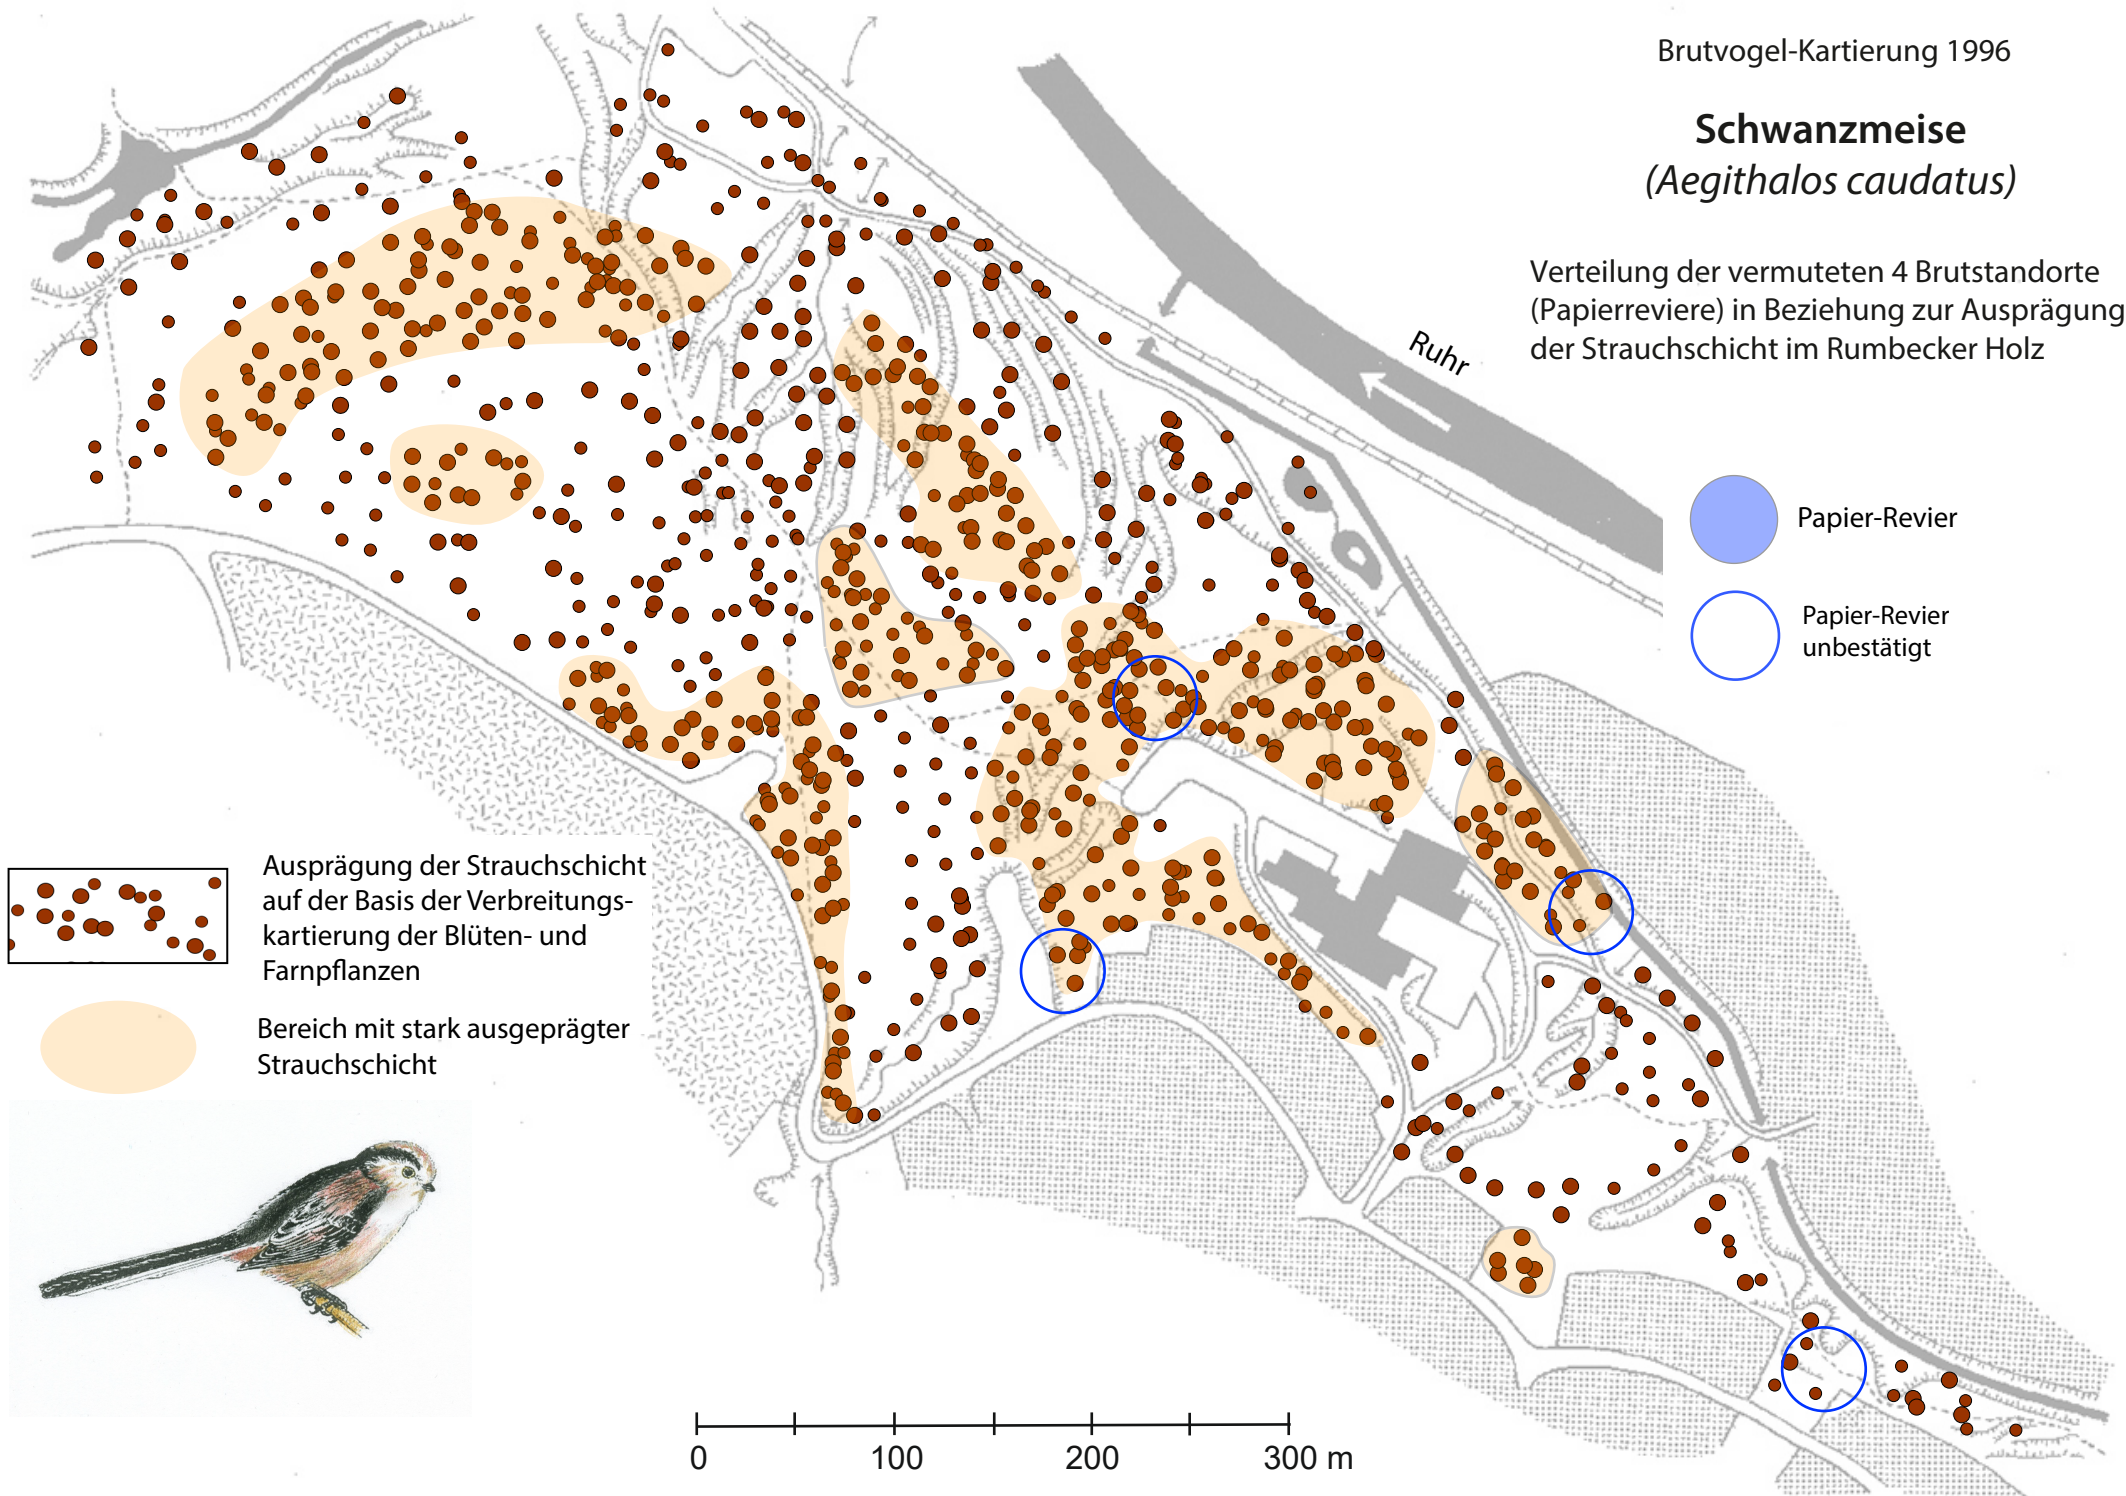 Brutvogel-Kartierung 1996
Schwanzmeise
(Aegithalos caudatus)
Verteilung der vermuteten 4 Brutstandorte
(Papierreviere) in Beziehung zur Ausprägung
der Strauchschicht im Rumbecker Holz
Ruhr
Papier-Revier
Papier-Revier
unbestätigt
Ausprägung der Strauchschicht
auf der Basis der Verbreitungs-
kartierung der Blüten- und
Farnpflanzen
Bereich mit stark ausgeprägter
Strauchschicht
0 100 200 300 m